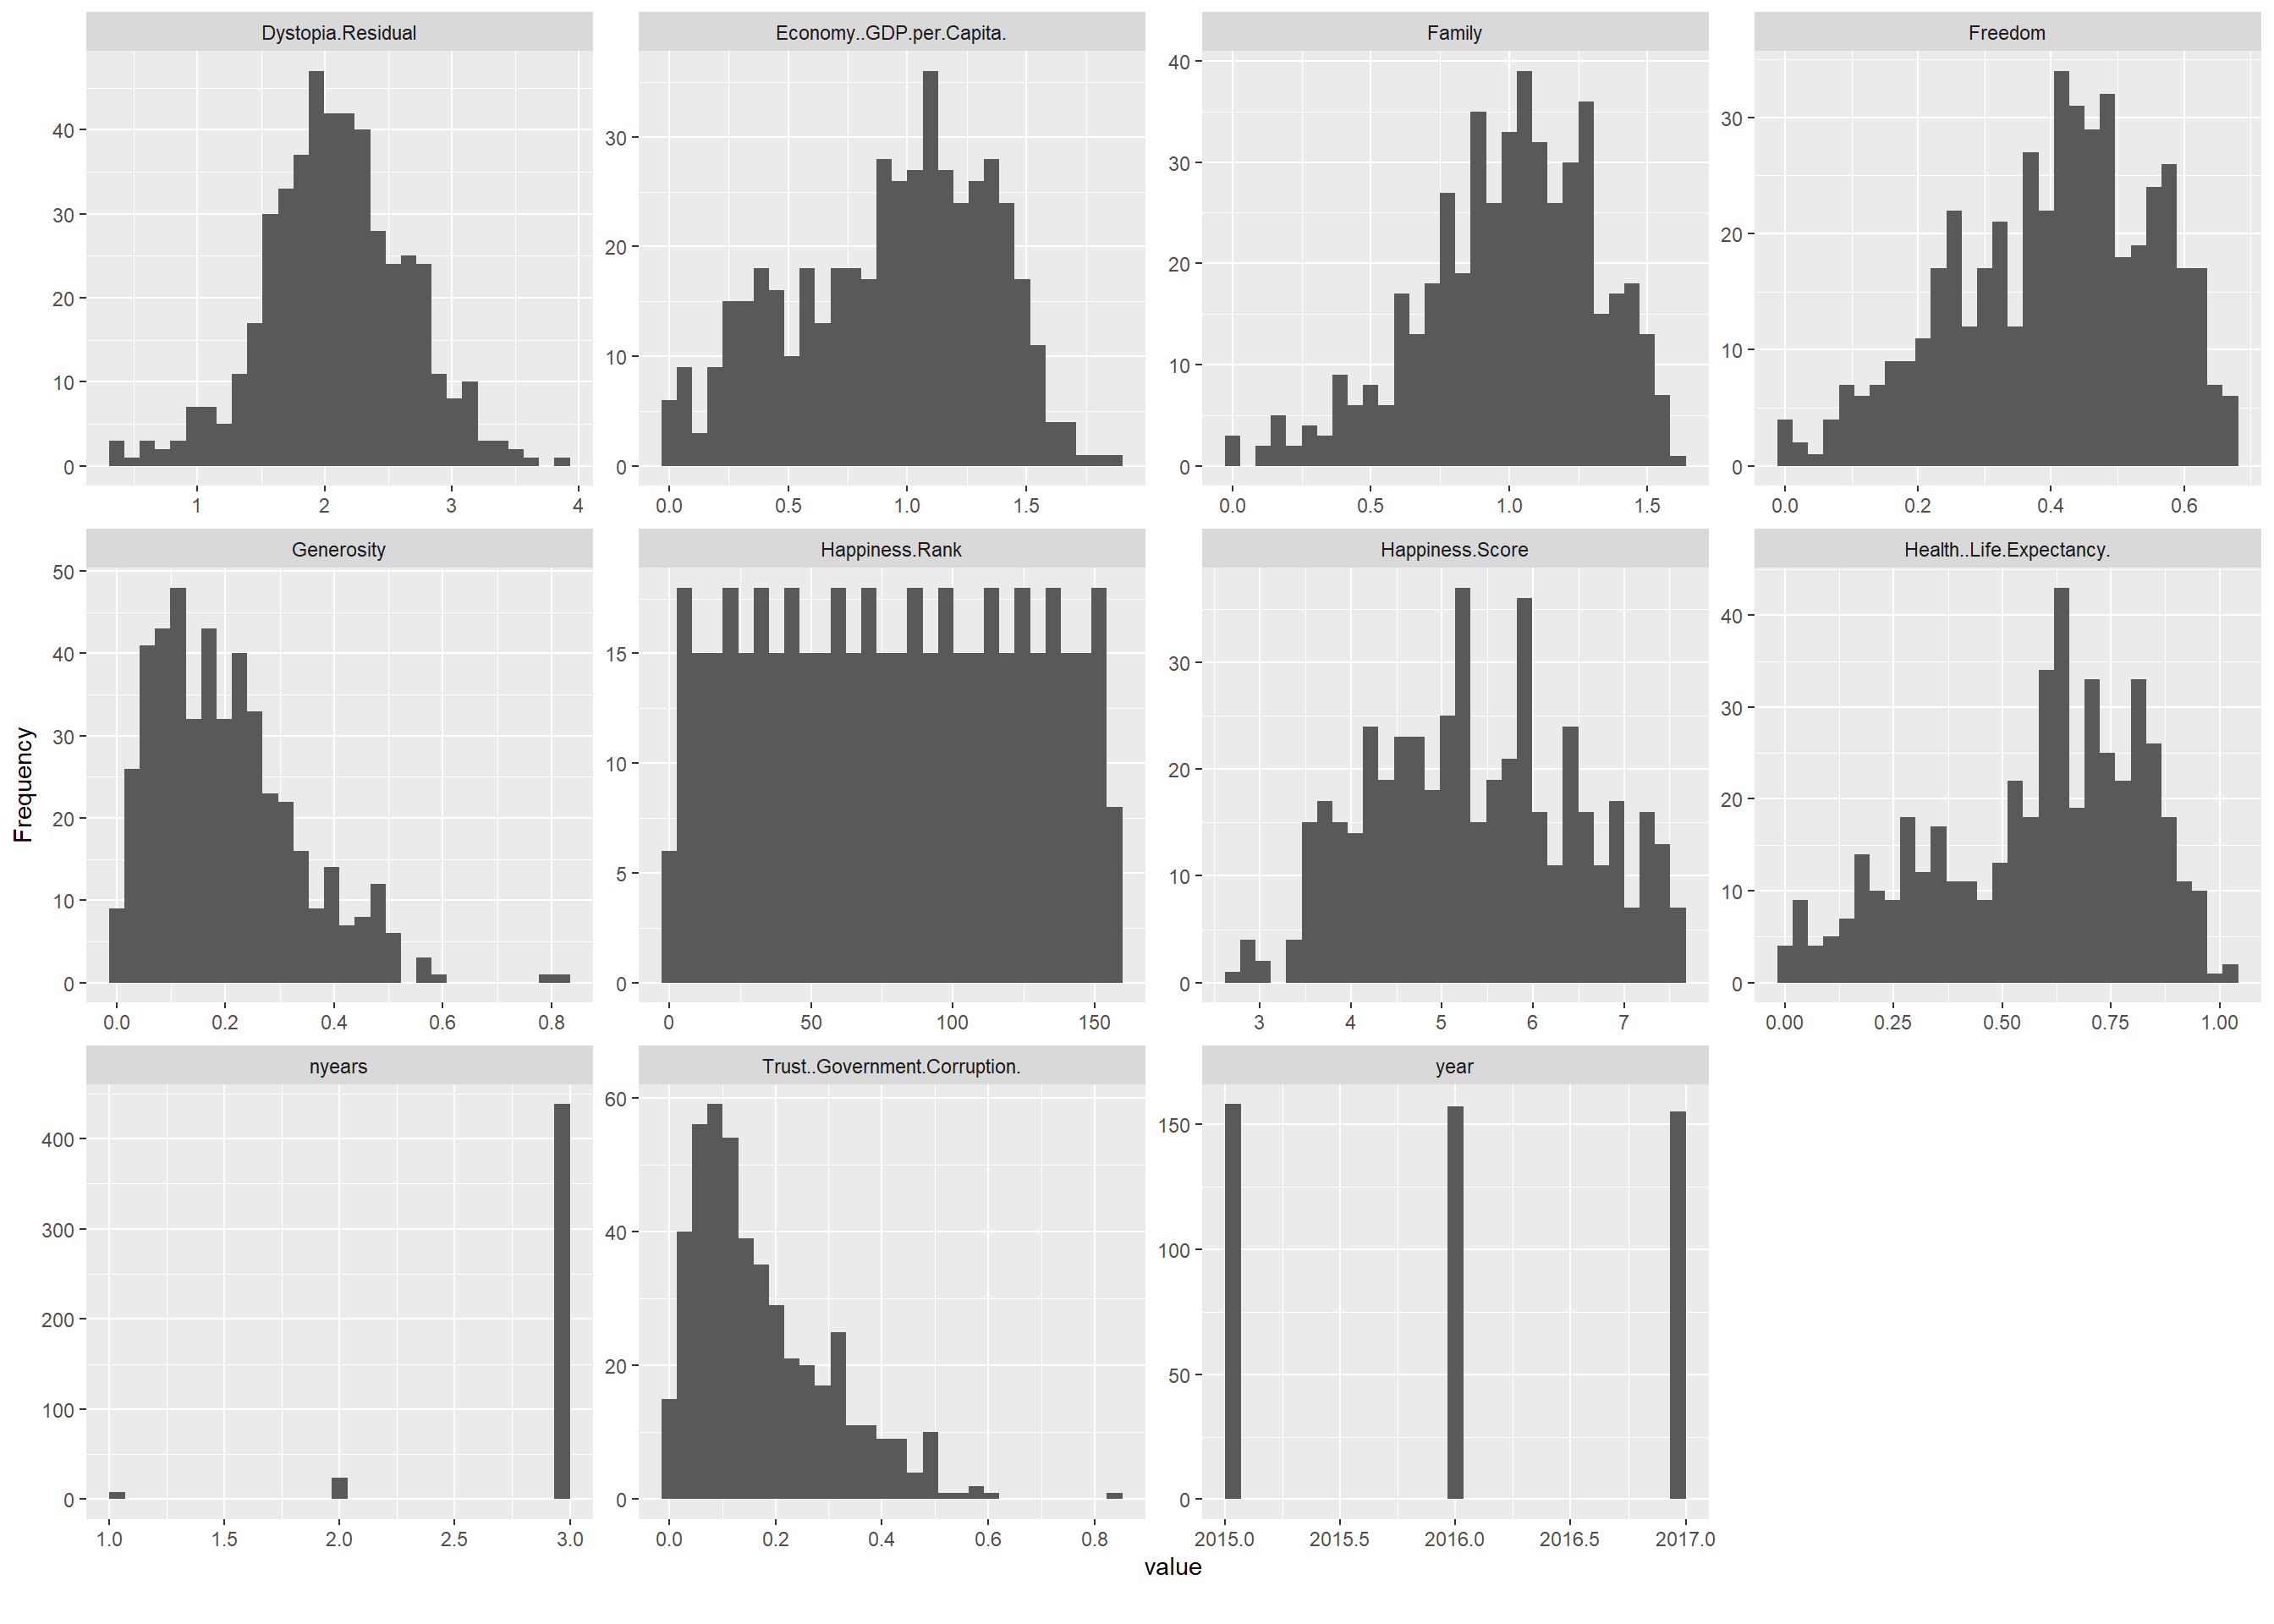 Dystopia.Residual Economy..GDP.per.Capita. Family Freedom
40 30 20 10 0
30 20 10 0
40 30 20 10 0
30 20 10 0
1 2 3 4
0.0 0.5 1.0 1.5
0.0 0.5 1.0 1.5
0.0 0.2 0.4 0.6
Generosity Happiness.Rank Happiness.Score Health..Life.Expectancy.
50 40 30 20 10 0
15 10 5 0
30 20 10 0
40 30 20 10 0
0.0 0.2 0.4 0.6 0.8
0 50 100 150
3 4 5 6 7
0.00 0.25 0.50 0.75 1.00
Frequency
nyears Trust..Government.Corruption. year
400 300 200 100 0
60 40 20 0
150 100 50 0
1.0 1.5 2.0 2.5 3.0
0.0 0.2 0.4 0.6 0.8
2015.0 2015.5 2016.0 2016.5 2017.0
value